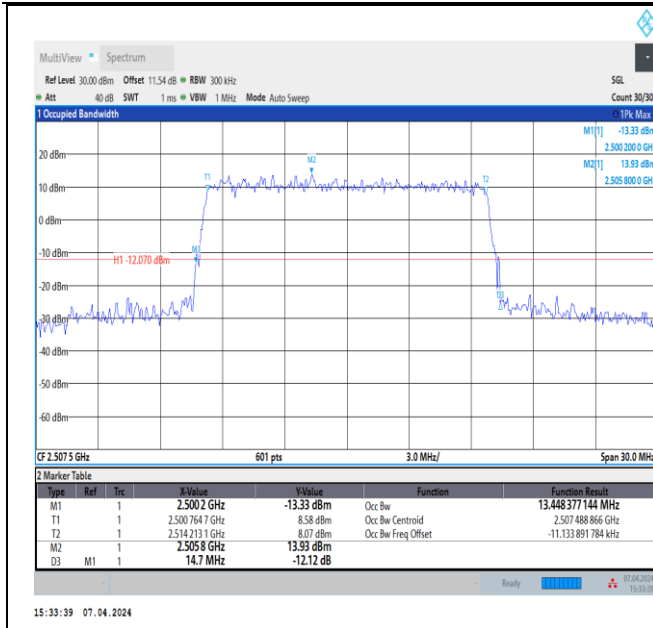 MultiView Spectrum
Ref Level 30.00 dBm Offset 11.54 dB RBW 300 kHz SGL
Att 40 dB SWT 1 ms VBW 1 MHz Mode Auto Sweep Count 30/30
1 Occupied Bandwidth 1Pk Max
M1[1] -13.33 dBm
2.500 200 0 GH
M2[1] 13.93 dBm
2.505 800 0 GH
20 dBm
M2
T1
T2
10 dBm
0 dBm
M1
-10 dBm
H1 -12.070 dBm
-20 dBm
D3
-30 dBm
-40 dBm
-50 dBm
-60 dBm
CF 2.507 5 GHz 601 pts 3.0 MHz/ Span 30.0 MHz
2 Marker Table
Type Ref Trc X-Value Y-Value Function Function Result
M1 1 2.500 2 GHz -13.33 dBm Occ Bw 13.448 377 144 MHz
T1 1 2.500 764 7 GHz 8.58 dBm Occ Bw Centroid 2.507 488 866 GHz
T2 1 2.514 213 1 GHz 8.07 dBm Occ Bw Freq Offset -11.133 891 784 kHz
M2 1 2.505 8 GHz 13.93 dBm
D3 M1 1 14.7 MHz -12.12 dB
Ready 07.04.2024
15:33:39
15:33:39 07.04.2024